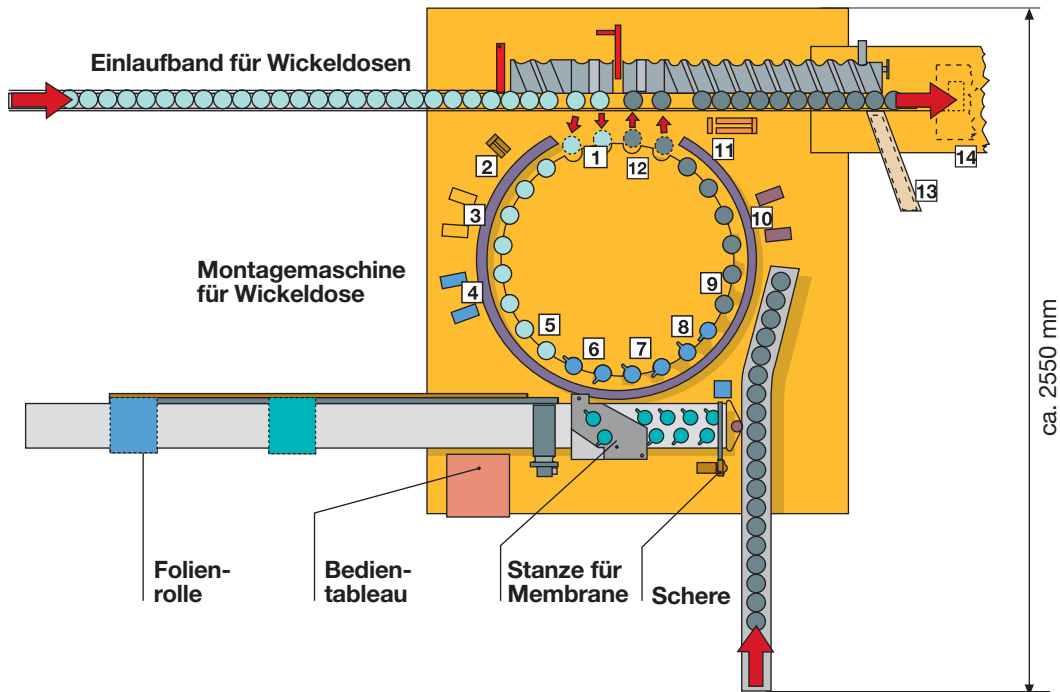 Einlaufband für Wickeldosen
1
2
3
4
5
6
7
8
9
10
11
12
13
14
Montagemaschine
für Wickeldose
ca. 2550 mm
Folien-
rolle
Bedien-
tableau
Stanze für
Membrane
Schere